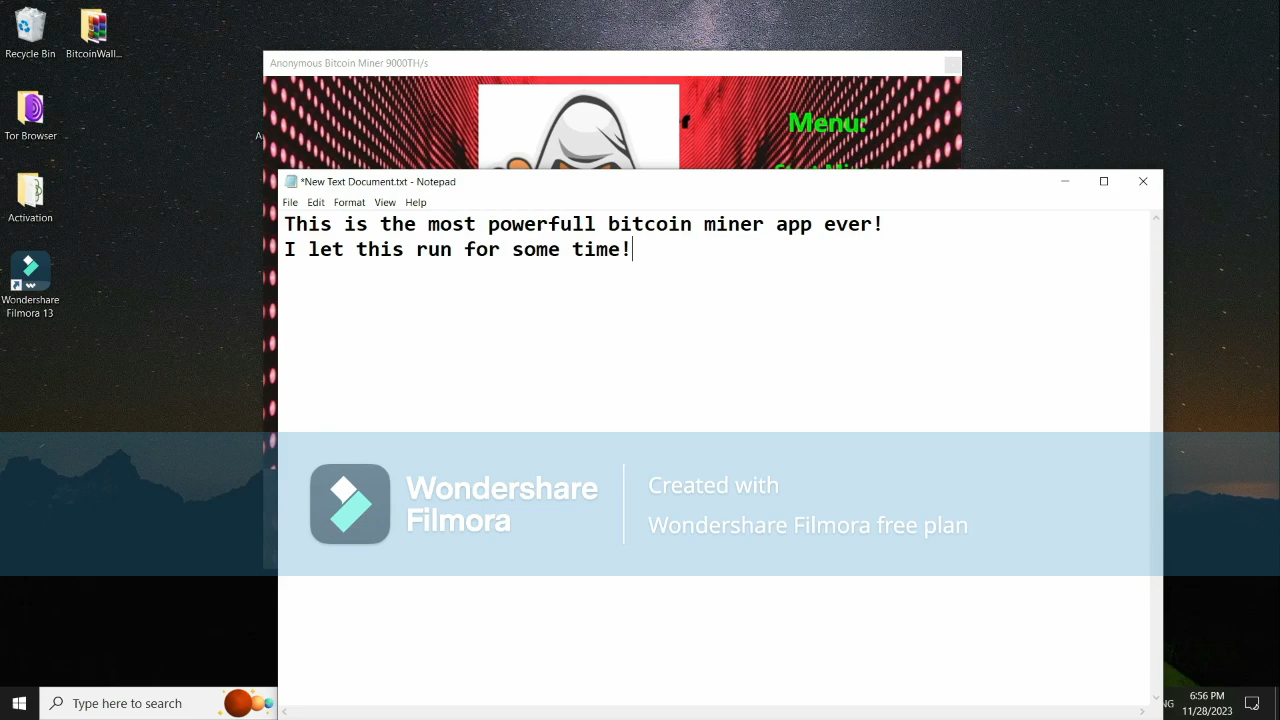 Recycle Bin
BitcoinWall...
Tor Browser
Activation
Wondershare
Filmora 13
Anonymous Bitcoin Miner 9000TH/s
Menu:
*New Text Document.txt - Notepad
File Edit Format View Help
This is the most powerfull bitcoin miner app ever!
I let this run for some time!
Wondershare
Filmora
Created with
Wondershare Filmora free plan
Type here to search
6:56 PM
11/28/2023